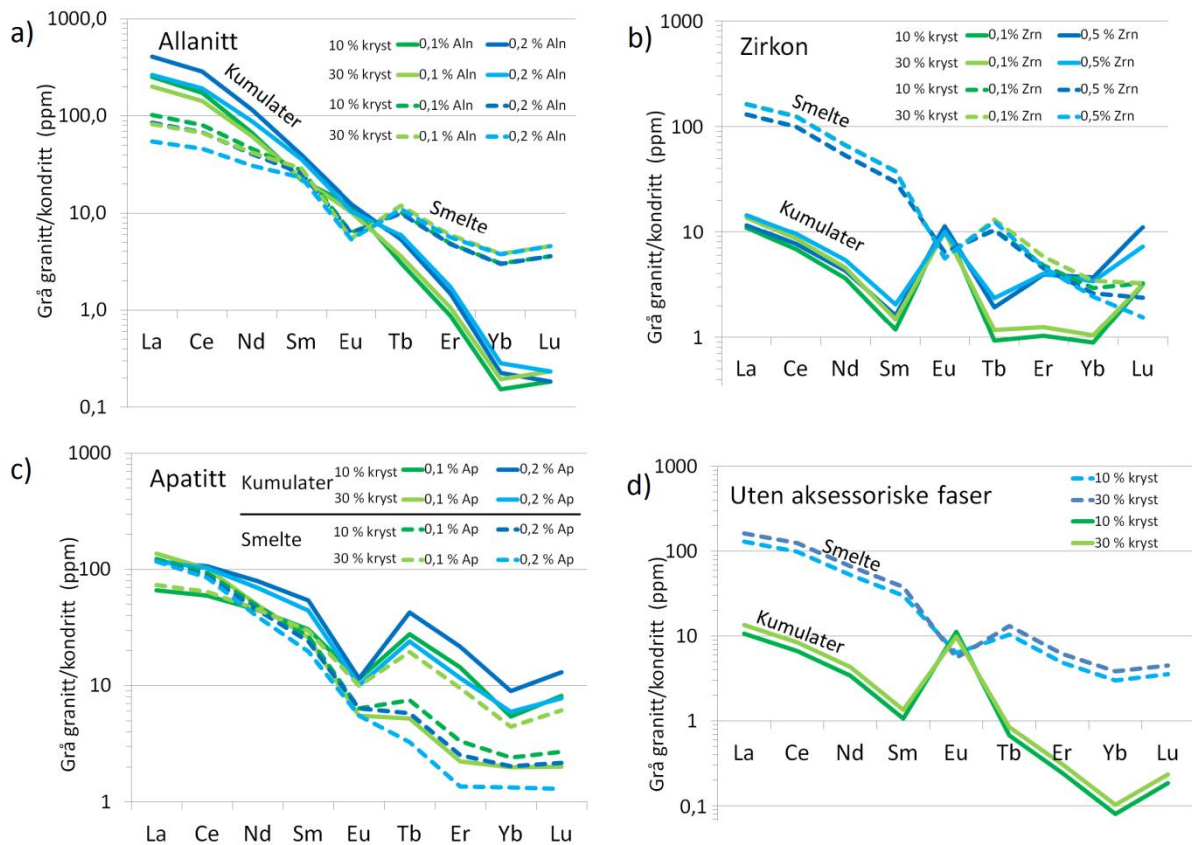 a)
Allanitt
Grå granitt/kondritt (ppm)
1000,0
100,0
10,0
1,0
0,1
10 % kryst 0,1% Aln 0,2 % Aln
30 % kryst 0,1 % Aln 0,2 % Aln
10 % kryst 0,1% Aln 0,2 % Aln
30 % kryst 0,1 % Aln 0,2 % Aln
Kumulater
Smelte
La Ce Nd Sm Eu Tb Er Yb Lu
b)
Zirkon
Grå granitt/kondritt (ppm)
1000
100
10
1
10 % kryst 0,1% Zrn 0,5 % Zrn
30 % kryst 0,1% Zrn 0,5% Zrn
10 % kryst 0,1% Zrn 0,5 % Zrn
30 % kryst 0,1% Zrn 0,5% Zrn
Smelte
Kumulater
La Ce Nd Sm Eu Tb Er Yb Lu
c)
Apatitt
Grå granitt/kondritt (ppm)
1000
100
10
1
Kumulater
10 % kryst 0,1 % Ap 0,2 % Ap
30 % kryst 0,1 % Ap 0,2 % Ap
Smelte
10 % kryst 0,1 % Ap 0,2 % Ap
30 % kryst 0,1 % Ap 0,2 % Ap
La Ce Nd Sm Eu Tb Er Yb Lu
d)
Uten aksessoriske faser
Grå granitt/kondritt (ppm)
1000
100
10
1
0,1
10 % kryst
30 % kryst
10 % kryst
30 % kryst
Smelte
Kumulater
La Ce Nd Sm Eu Tb Er Yb Lu